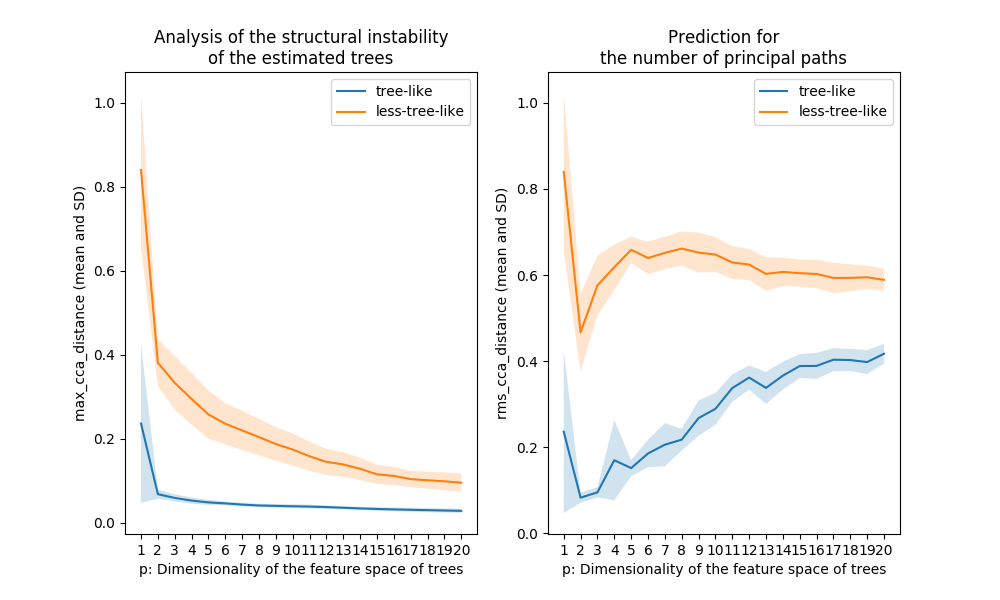 Analysis of the structural instability
of the estimated trees
tree-like
less-tree-like
max_cca_distance (mean and SD)
1.0
0.8
0.6
0.4
0.2
0.0
1 2 3 4 5 6 7 8 9 10 11 12 13 14 15 16 17 18 19 20
p: Dimensionality of the feature space of trees
Prediction for
the number of principal paths
tree-like
less-tree-like
rms_cca_distance (mean and SD)
1.0
0.8
0.6
0.4
0.2
0.0
1 2 3 4 5 6 7 8 9 10 11 12 13 14 15 16 17 18 19 20
p: Dimensionality of the feature space of trees